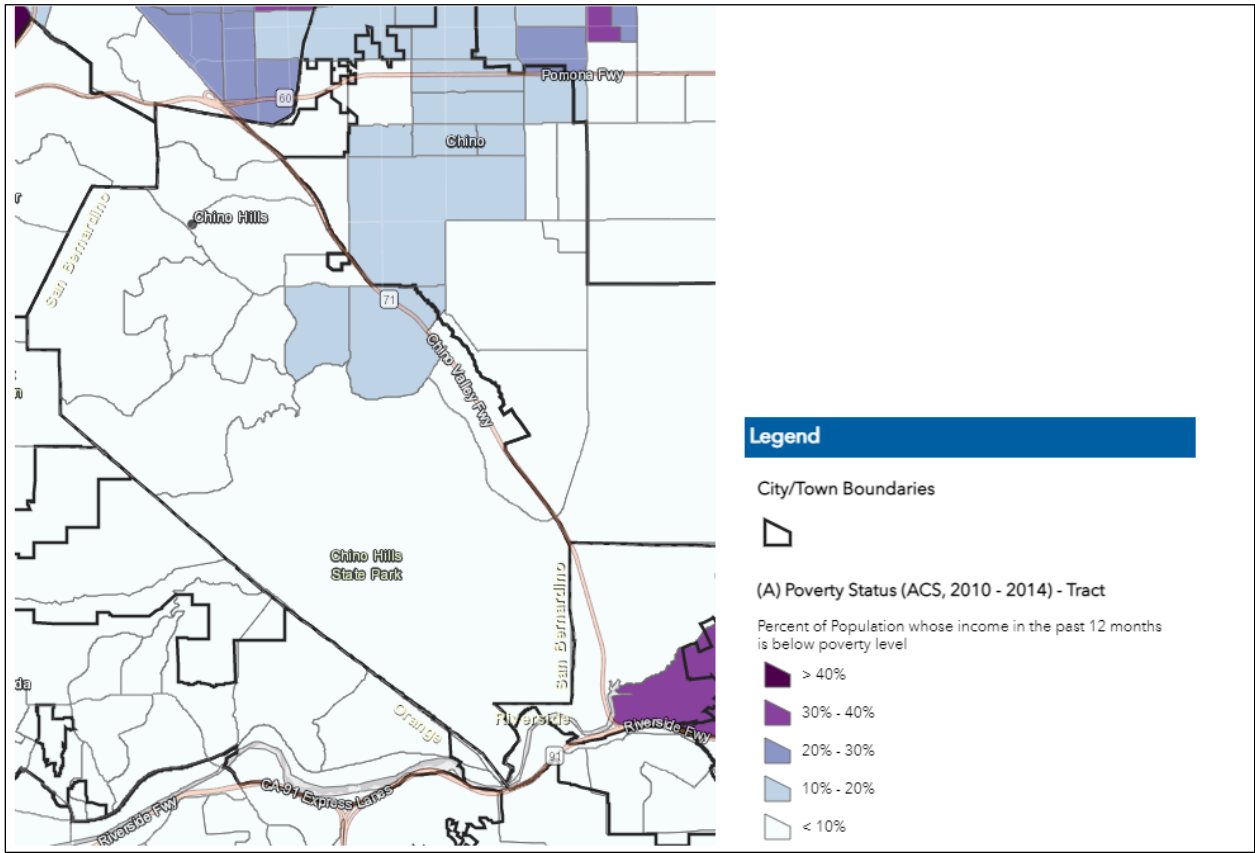 Pomona Fwy
60
Chino
r
Chino Hills
San Bernardino
71
Chino Valley Fwy
n
Chino Hills
State Park
San Bernardino
da
Orange
Riverside
Riverside Fwy
91
CA-91 Express Lanes
Riverside Fwy
Legend
City/Town Boundaries
(A) Poverty Status (ACS, 2010 - 2014) - Tract
Percent of Population whose income in the past 12 months
is below poverty level
> 40%
30% - 40%
20% - 30%
10% - 20%
< 10%